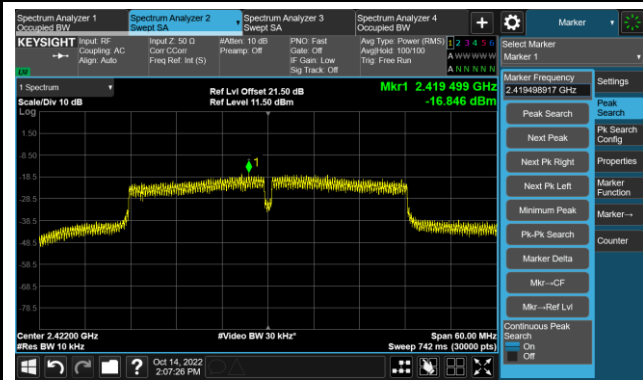 Spectrum Analyzer 1
Occupied BW
Spectrum Analyzer 2
Swept SA
Spectrum Analyzer 3
Swept SA
Spectrum Analyzer 4
Occupied BW
+
Marker
KEYSIGHT
Input: RF
Coupling: AC
Align: Auto
Input Z: 50 Ω
Corr CCorr
Freq Ref: Int (S)
#Atten: 10 dB
Preamp: Off
PNO: Fast
Gate: Off
IF Gain: Low
Sig Track: Off
Avg Type: Power (RMS)
Avg|Hold: 100/100
Trig: Free Run
1 2 3 4 5 6
A W W W W W
A N N N N N
LVI
Select Marker
Marker 1
1 Spectrum
Scale/Div 10 dB
Log
Ref Lvl Offset 21.50 dB
Ref Level 11.50 dBm
Mkr1 2.419 499 GHz
-16.846 dBm
1.50
-8.50
-18.5
-28.5
-38.5
-48.5
-58.5
-68.5
-78.5
1
Center 2.42200 GHz
#Res BW 10 kHz
#Video BW 30 kHz*
Span 60.00 MHz
Sweep 742 ms (30000 pts)
Marker Frequency
2.419498917 GHz
Peak Search
Next Peak
Next Pk Right
Next Pk Left
Minimum Peak
Pk-Pk Search
Marker Delta
Mkr→CF
Mkr→Ref Lvl
Continuous Peak
Search
On
Off
Settings
Peak
Search
Pk Search
Config
Properties
Marker
Function
Marker→
Counter
?
Oct 14, 2022
2:07:26 PM